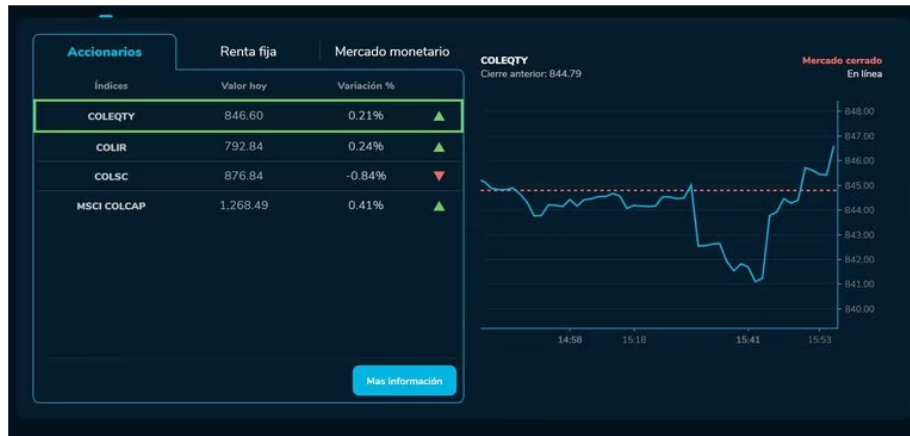 Accionarios Renta fija Mercado monetario
Índices Valor hoy Variación %
COLEQTY 846.60 0.21%
COLIR 792.84 0.24%
COLSC 876.84 -0.84%
MSCI COLCAP 1,268.49 0.41%
Mas información
COLEQTY Mercado cerrado
Cierre anterior: 844.79 En línea
848.00
847.00
846.00
845.00
844.00
843.00
842.00
841.00
840.00
14:58 15:18 15:41 15:53